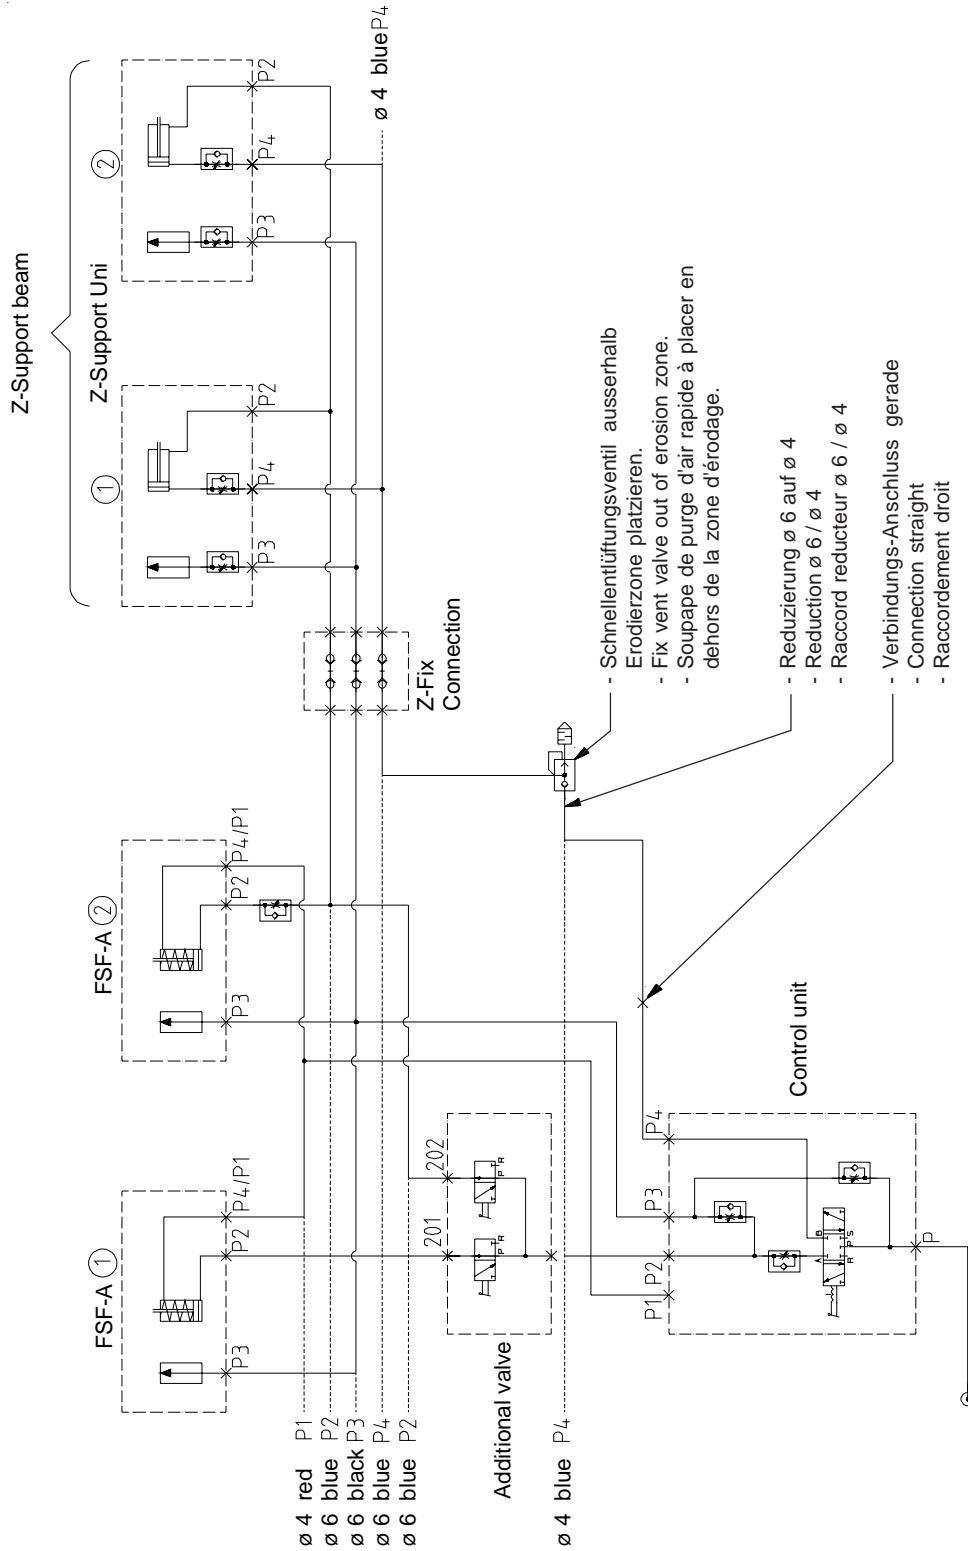 Z-Support beam
Z-Support Uni
1
2
P3
P4
P2
P3
P4
P2
ø 4 blue P4
FSF-A 1
FSF-A 2
P3
P2
P4/P1
P3
P2
P4/P1
Z-Fix
Connection
ø 4 red P1
ø 6 blue P2
ø 6 black P3
ø 6 blue P4
ø 6 blue P2
201
202
P R
P R
Additional valve
ø 4 blue P4
- Schnellentlüftungsventil ausserhalb
Erodierzone platzieren.
- Fix vent valve out of erosion zone.
- Soupape de purge d'air rapide à placer en
dehors de la zone d'érodage.
- Reduzierung ø 6 auf ø 4
- Reduction ø 6 / ø 4
- Raccord reducteur ø 6 / ø 4
- Verbindungs-Anschluss gerade
- Connection straight
- Raccordement droit
Control unit
P1
P2
P3
P4
A B
R P S
P